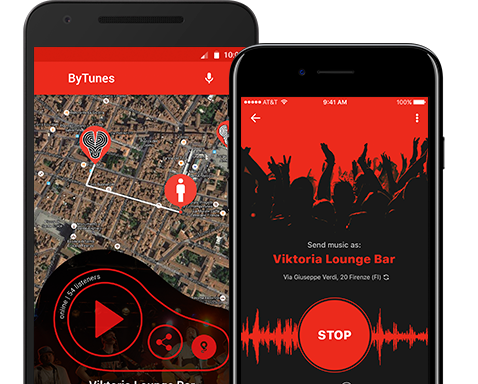 10:0
ByTunes
online | 54 listeners
Viktoria Lounge Bar
AT&T
9:41 AM
100%
Send music as:
Viktoria Lounge Bar
Via Giuseppe Verdi, 20 Firenze (FI)
STOP